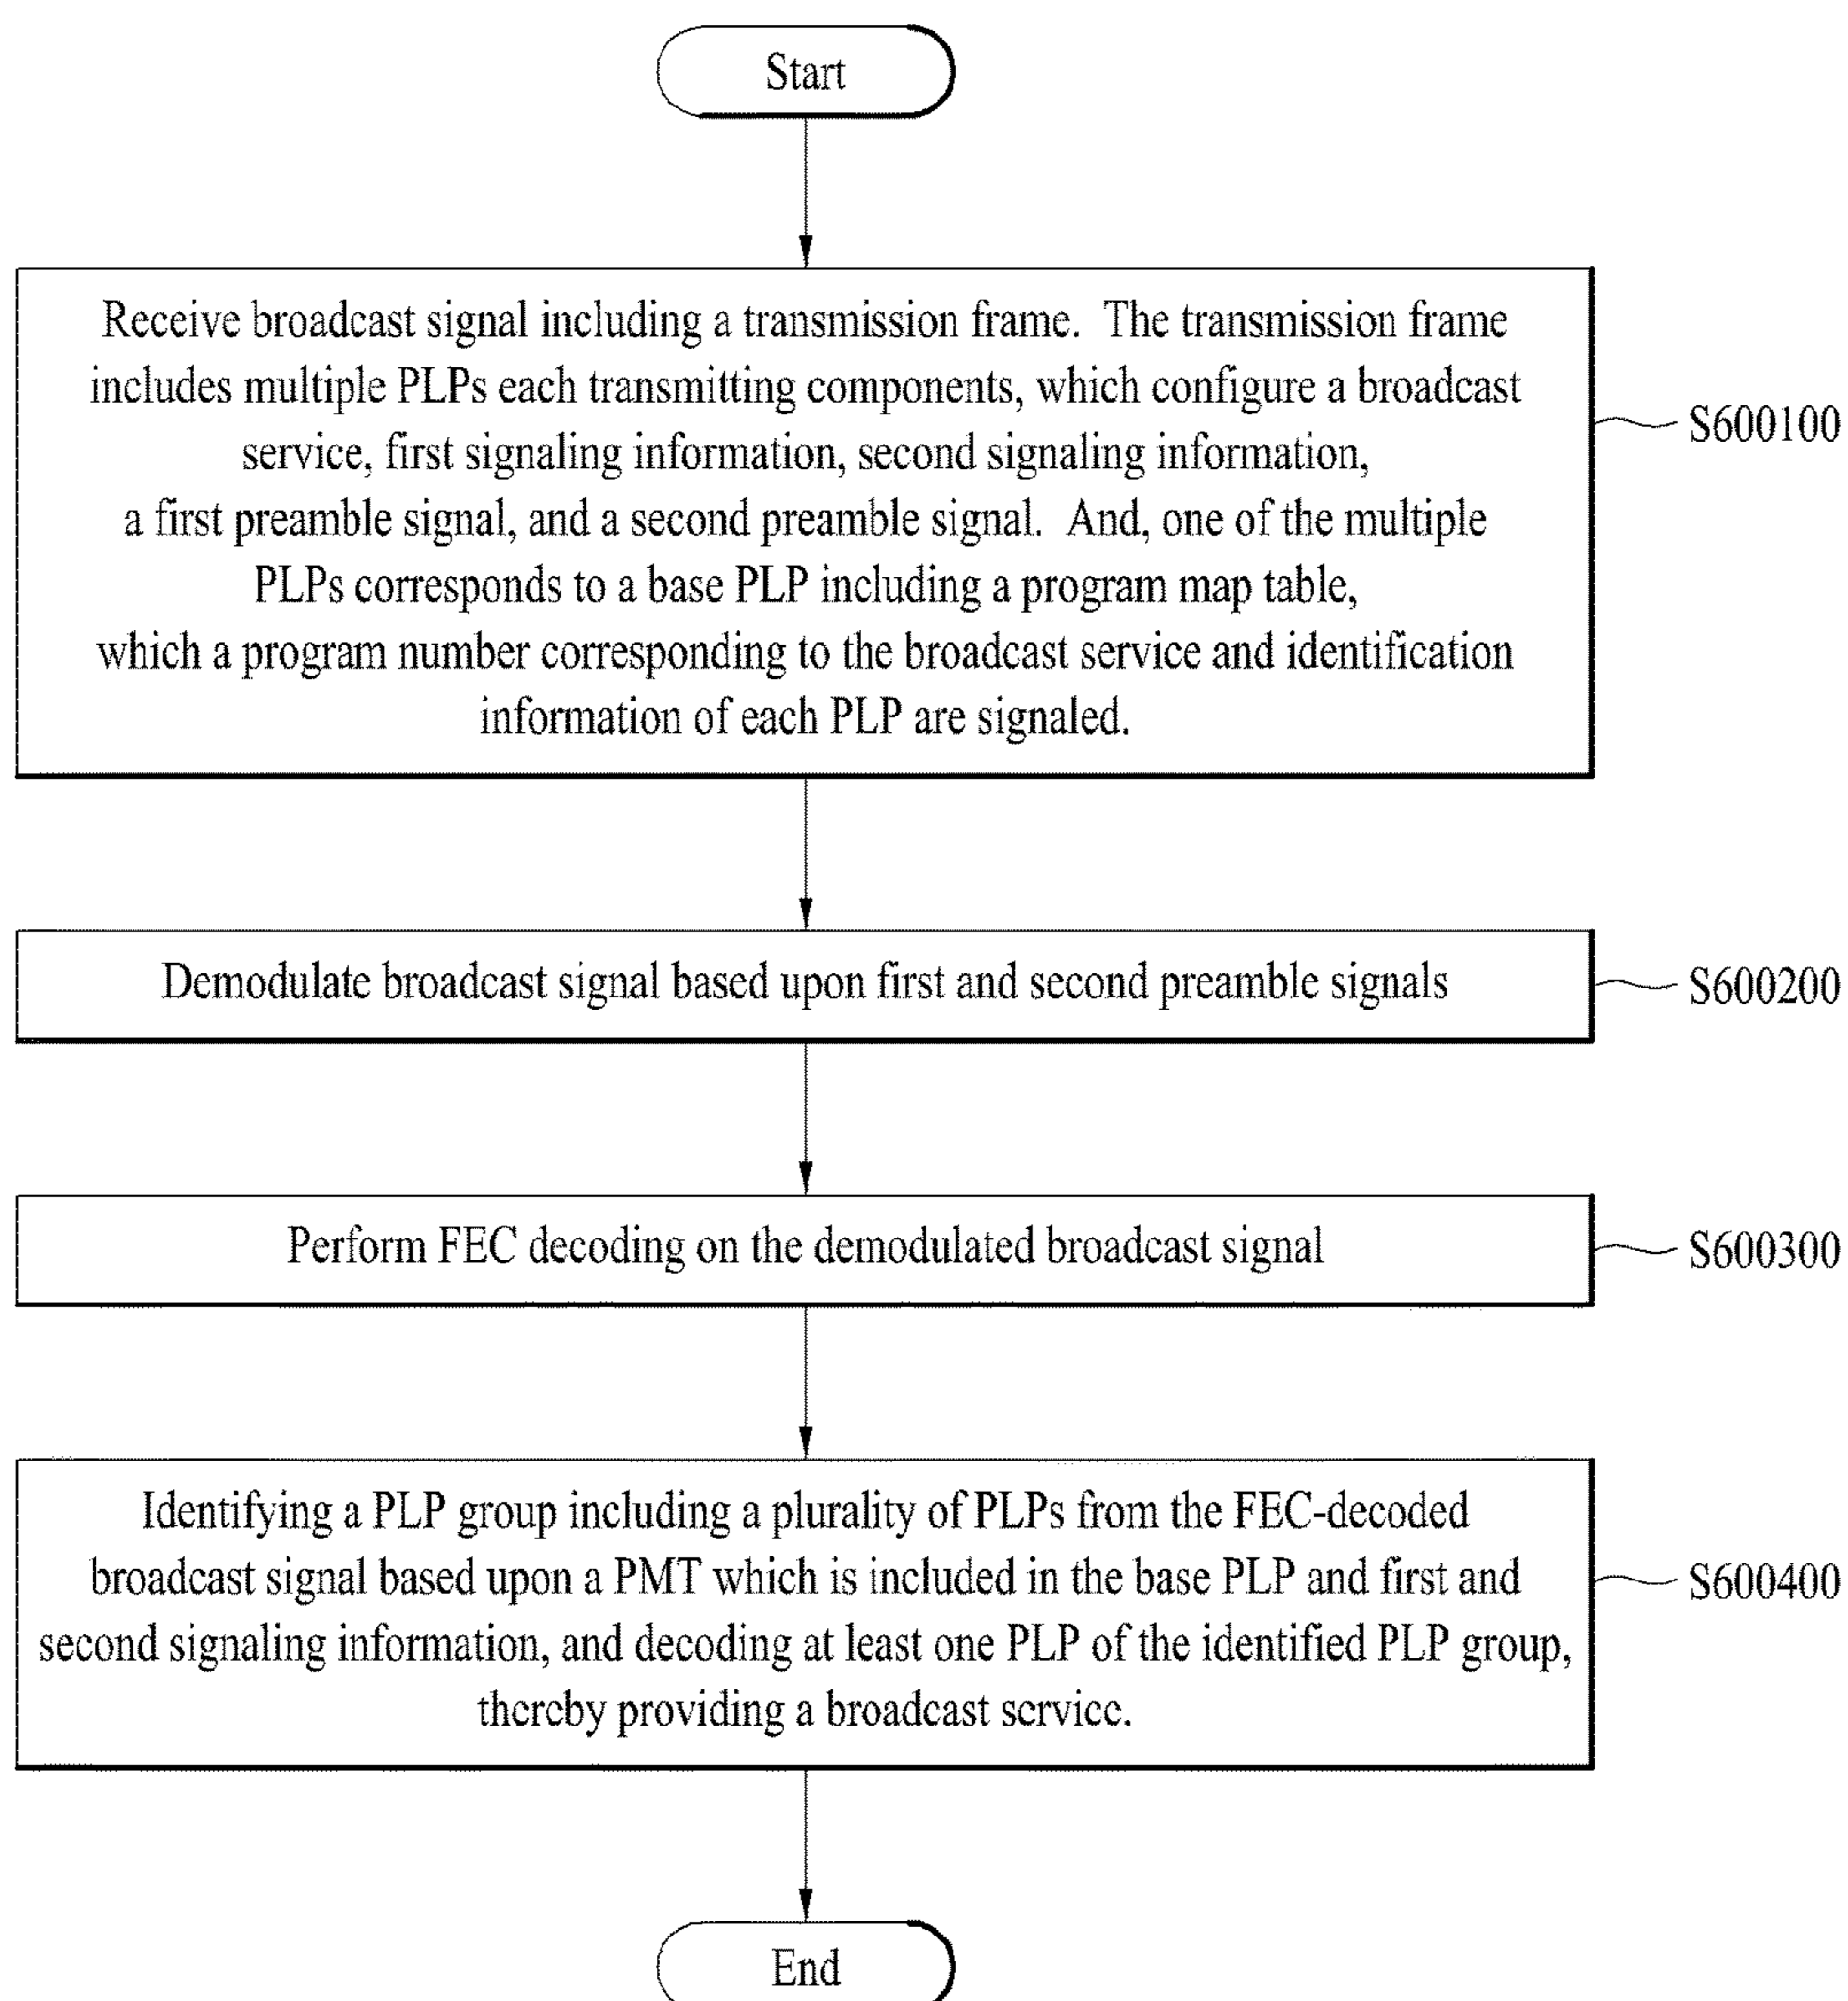 Start
Receive broadcast signal including a transmission frame. The transmission frame
includes multiple PLPs each transmitting components, which configure a broadcast
service, first signaling information, second signaling information,
a first preamble signal, and a second preamble signal. And, one of the multiple
PLPs corresponds to a base PLP including a program map table,
which a program number corresponding to the broadcast service and identification
information of each PLP are signaled.
S600100
Demodulate broadcast signal based upon first and second preamble signals
S600200
Perform FEC decoding on the demodulated broadcast signal
S600300
Identifying a PLP group including a plurality of PLPs from the FEC-decoded
broadcast signal based upon a PMT which is included in the base PLP and first and
second signaling information, and decoding at least one PLP of the identified PLP group,
thereby providing a broadcast service.
S600400
End